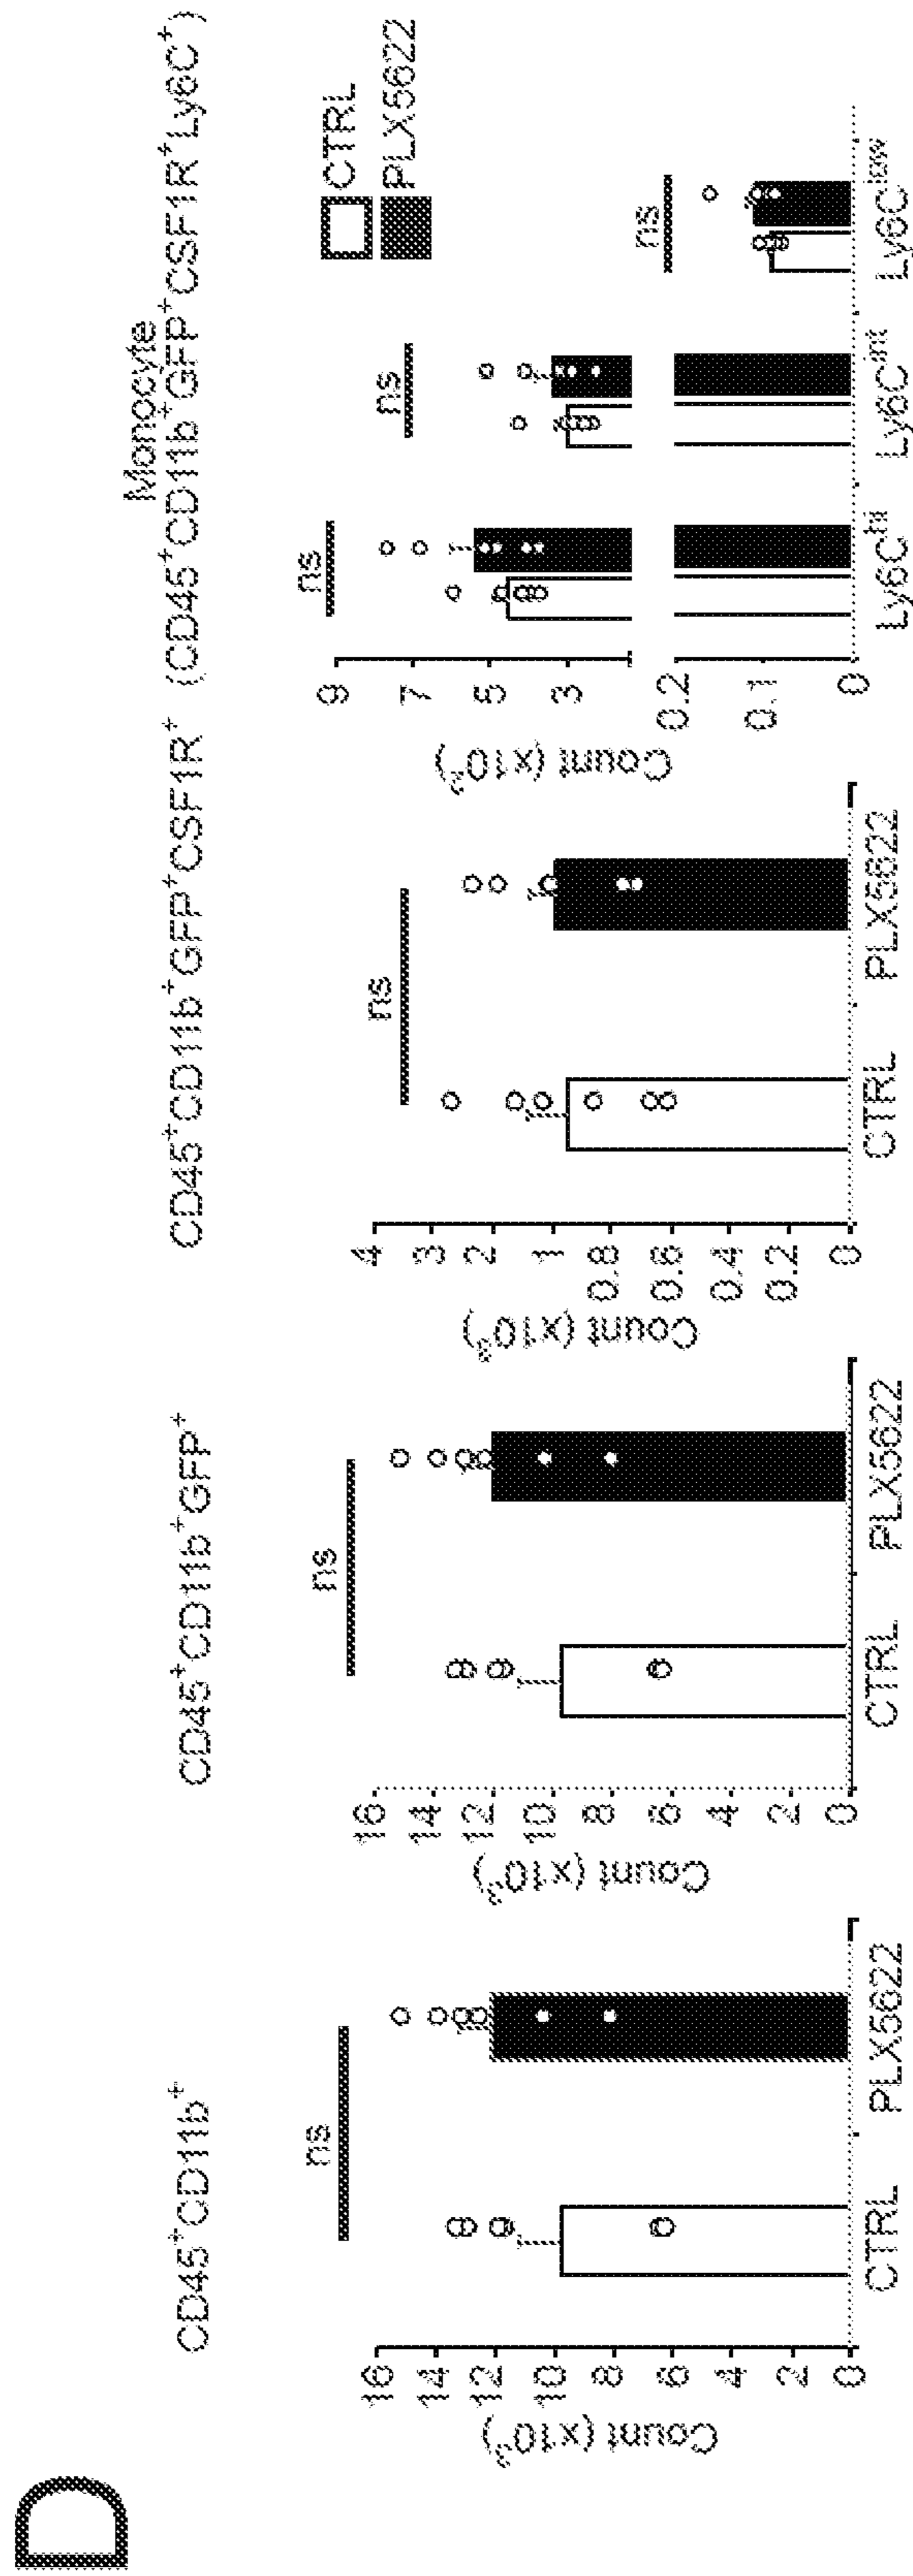 D
CD45⁺CD11b⁺
ns
Count (x10³)
16
14
12
10
8
6
4
2
0
CTRL
PLX5622
CD45⁺CD11b⁺GFP⁺
ns
Count (x10³)
16
14
12
10
8
6
4
2
0
CTRL
PLX5622
CD45⁺CD11b⁺GFP⁺CSF1R⁺
ns
4
3
2
1
0.8
0.6
0.4
0.2
0
CTRL
PLX5622
Monocyte
(CD45⁺CD11b⁺GFP⁺CSF1R⁺Ly6C⁺)
CTRL
PLX5622
ns
ns
ns
9
7
5
3
0.2
0.1
0
Ly6Cʰⁱ
Ly6Cⁱⁿᵗ
Ly6Cˡᵒʷ